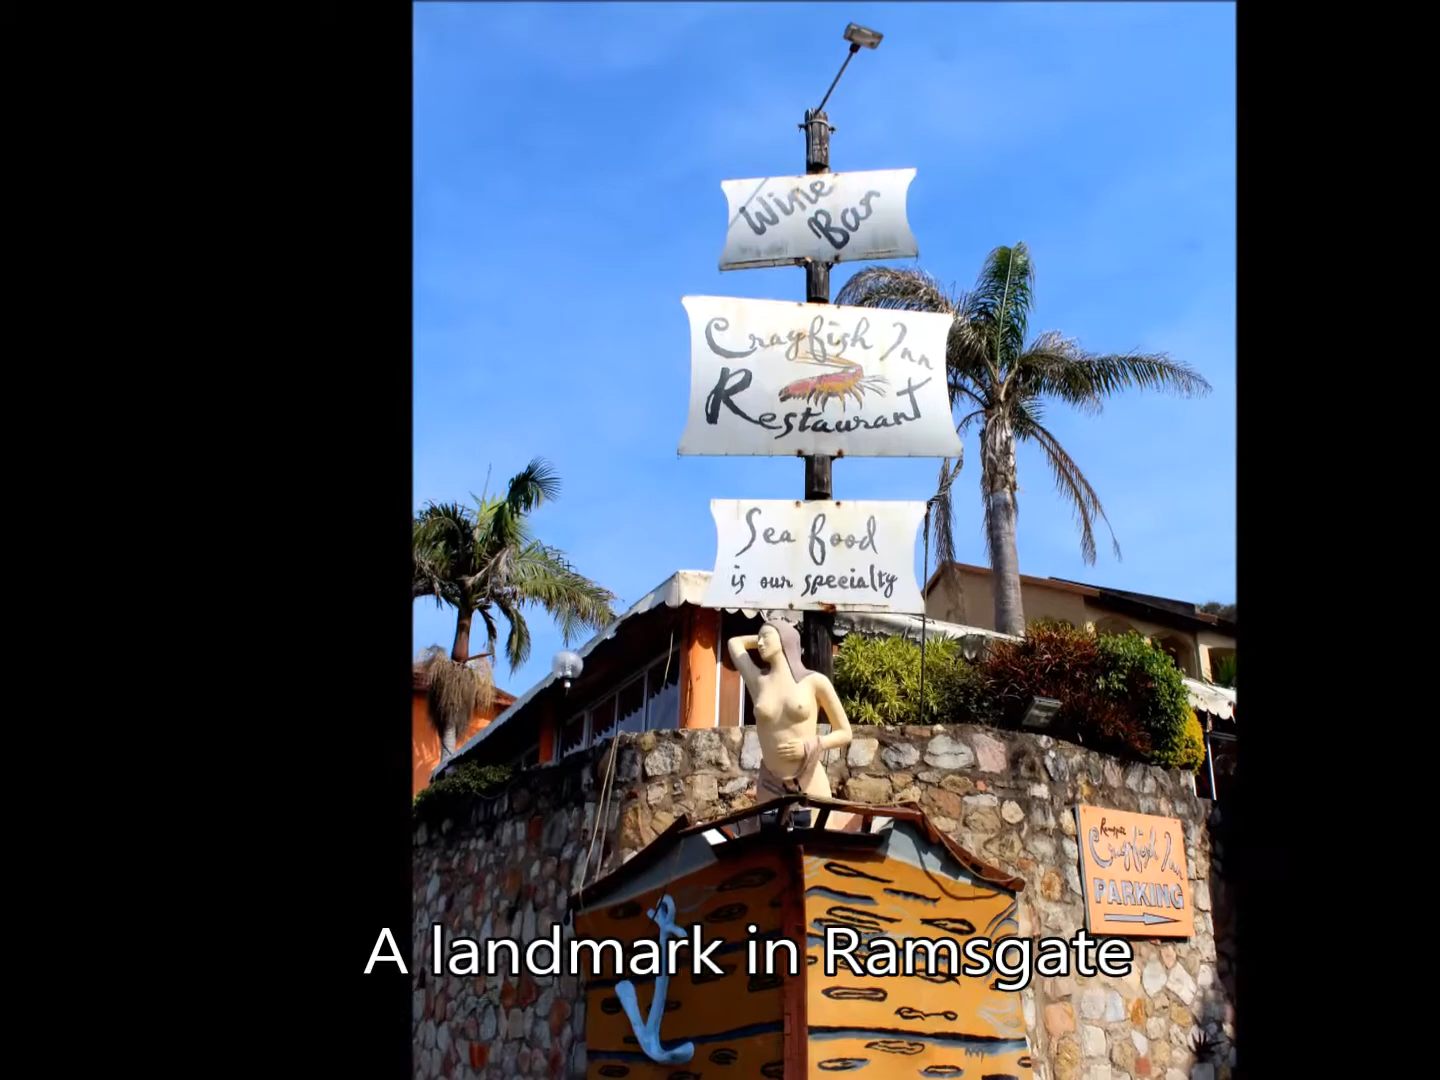 Wine
Bar
Crayfish Inn
Restaurant
Sea food
is our specialty
Crayfish Inn
PARKING
A landmark in Ramsgate